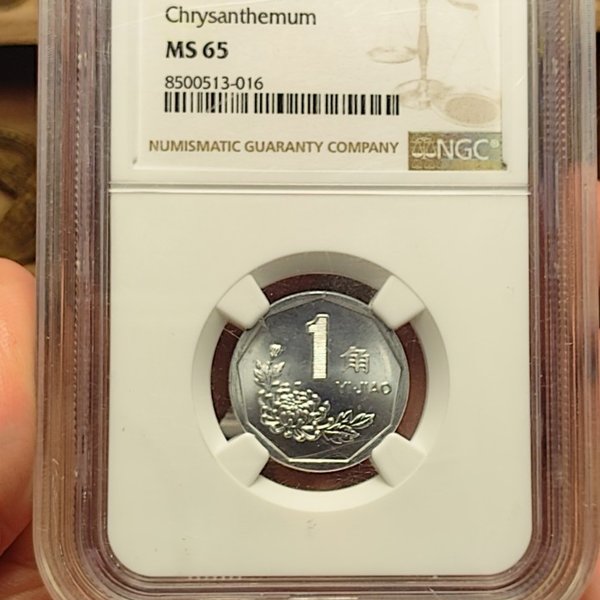 Chrysanthemum
MS 65
8500513-016
NUMISMATIC GUARANTY COMPANY NGC®
1角
YI JIAO